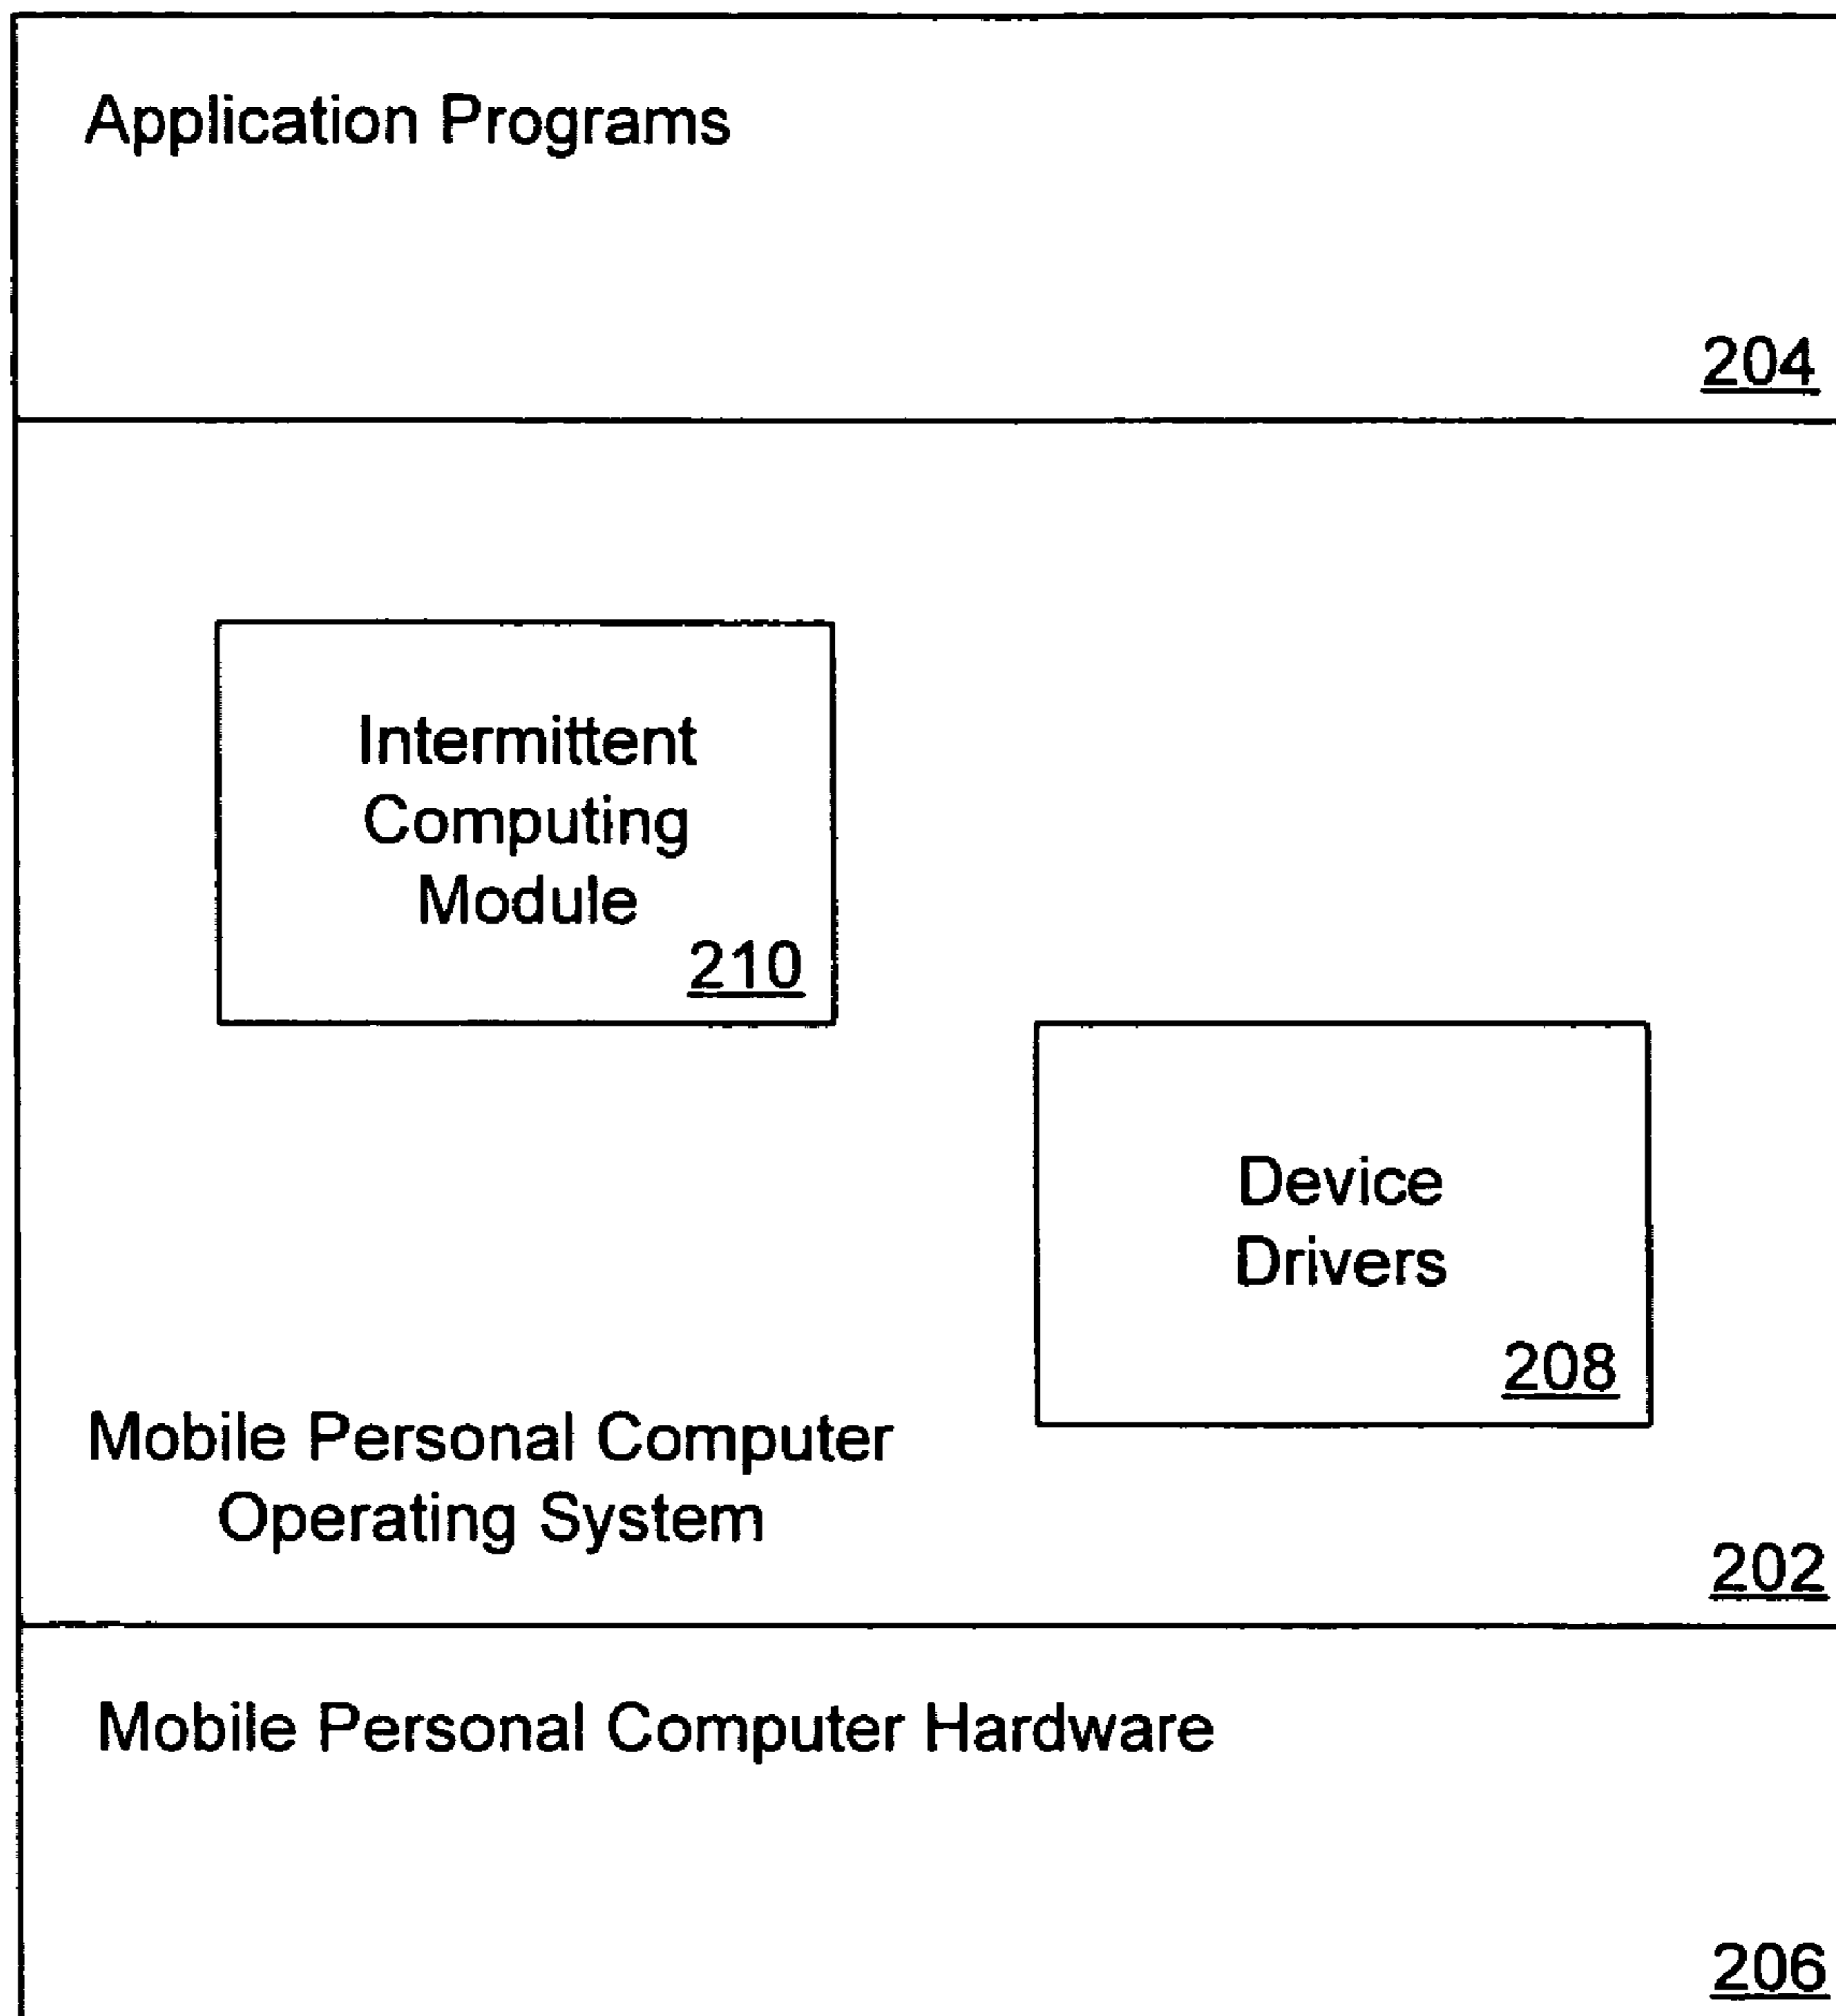 Application Programs
204
Intermittent
Computing
Module
210
Device
Drivers
208
Mobile Personal Computer
Operating System
202
Mobile Personal Computer Hardware
206